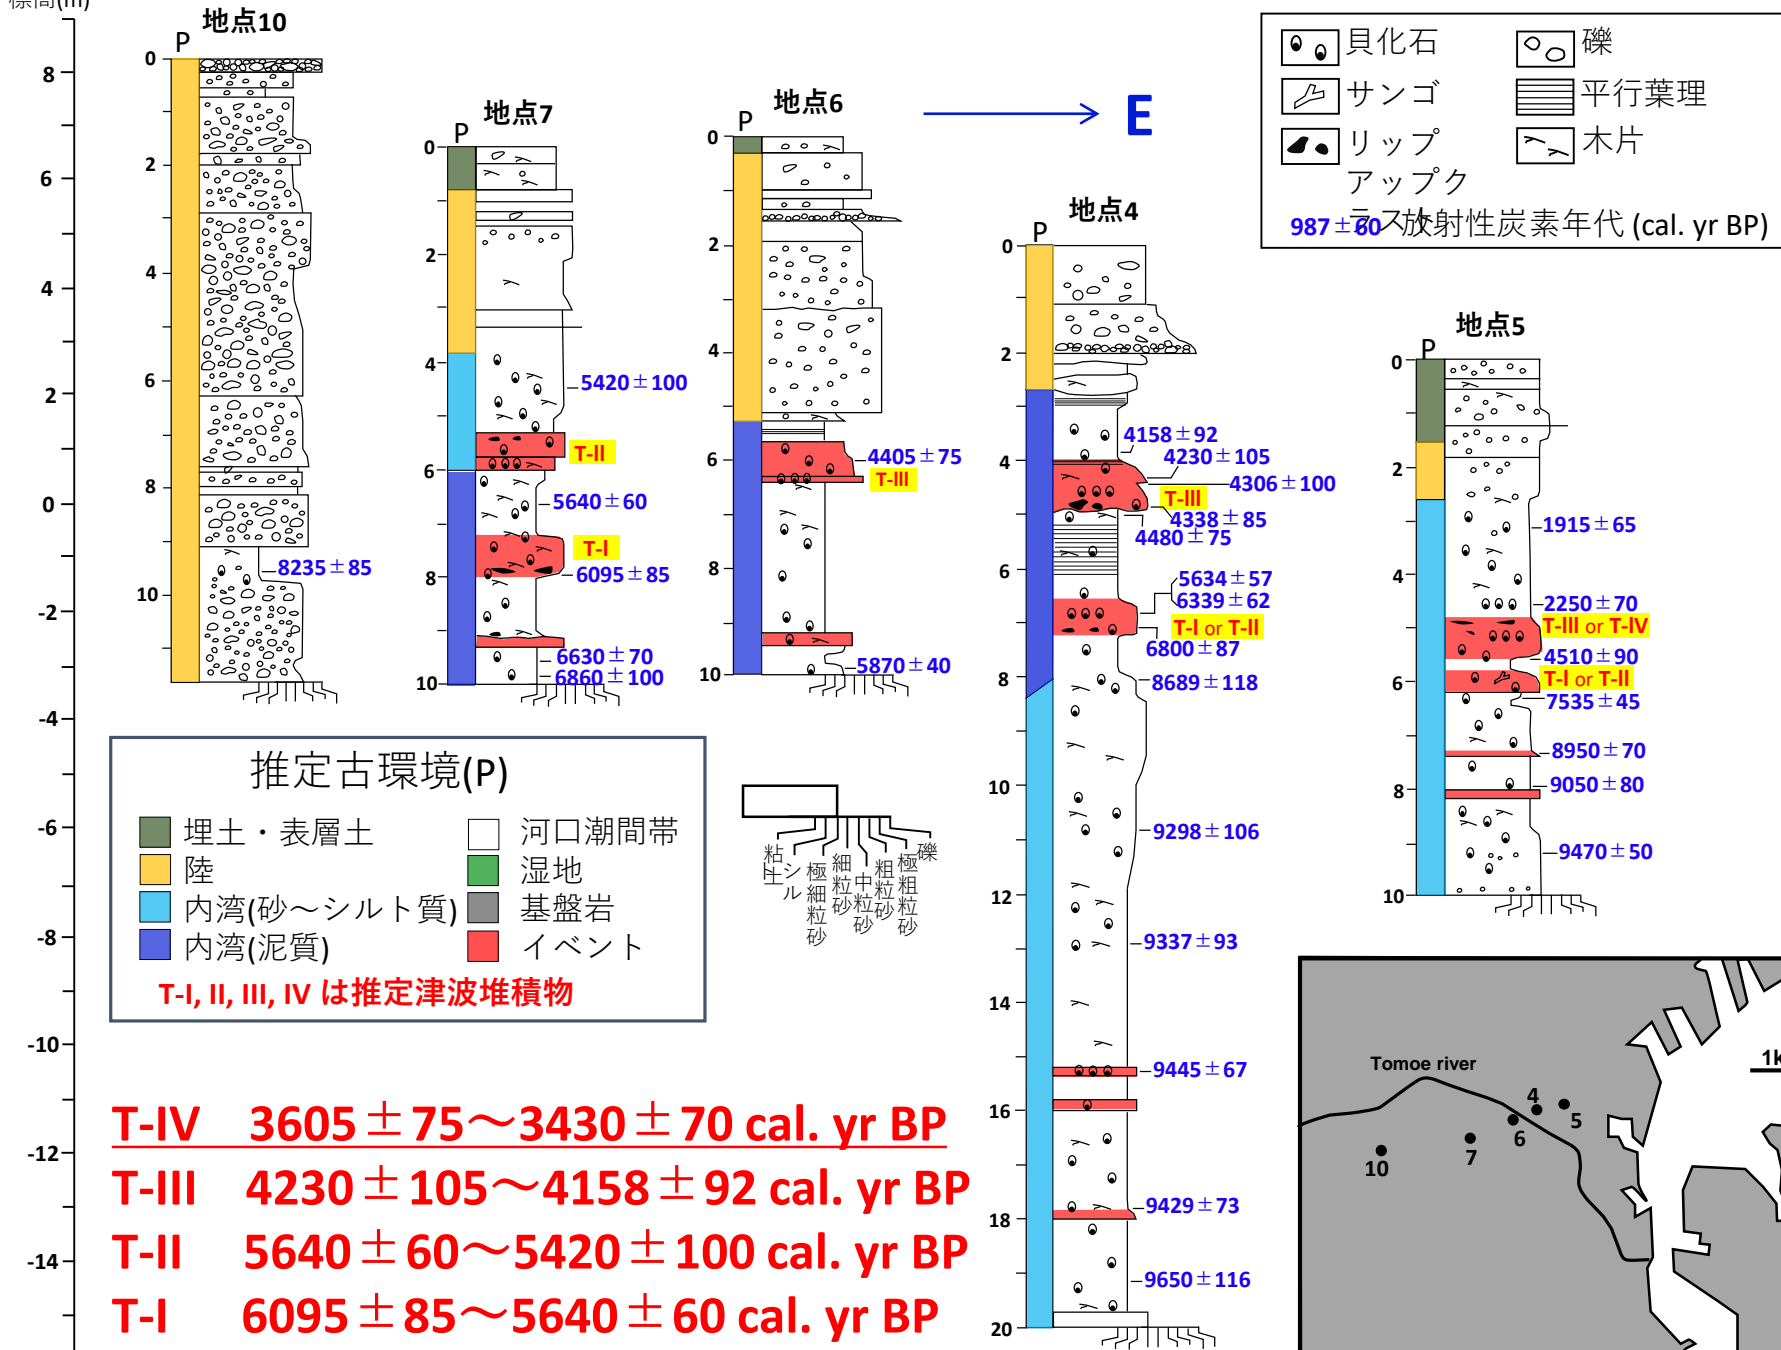 標高(m)
8
6
4
2
0
-2
-4
-6
-8
-10
-12
-14
地点10
P
0
2
4
6
8
10
8235±85
地点7
P
0
2
4
6
8
10
5420±100
T-II
5640±60
T-I
6095±85
6630±70
6860±100
地点6
P
0
2
4
6
8
10
4405±75
T-III
5870±40
E
地点4
P
0
2
4
6
8
10
12
14
16
18
20
4158±92
4230±105
4306±100
T-III
4338±85
4480±75
5634±57
6339±62
T-I or T-II
6800±87
8689±118
9298±106
9337±93
9445±67
9429±73
9650±116
地点5
P
0
2
4
6
8
10
1915±65
2250±70
T-III or T-IV
4510±90
T-I or T-II
7535±45
8950±70
9050±80
9470±50
貝化石
礫
サンゴ
平行葉理
リップ
アップク
ラスト
木片
987±60 放射性炭素年代 (cal. yr BP)
推定古環境(P)
埋土・表層土
河口潮間帯
陸
湿地
内湾(砂～シルト質)
基盤岩
内湾(泥質)
イベント
T-I, II, III, IV は推定津波堆積物
粘土
シル
極細粒砂
細粒砂
中粒砂
粗粒砂
極粗粒砂
礫
T-IV 3605±75～3430±70 cal. yr BP
T-III 4230±105～4158±92 cal. yr BP
T-II 5640±60～5420±100 cal. yr BP
T-I 6095±85～5640±60 cal. yr BP
Tomoe river
1k
4
5
6
7
10